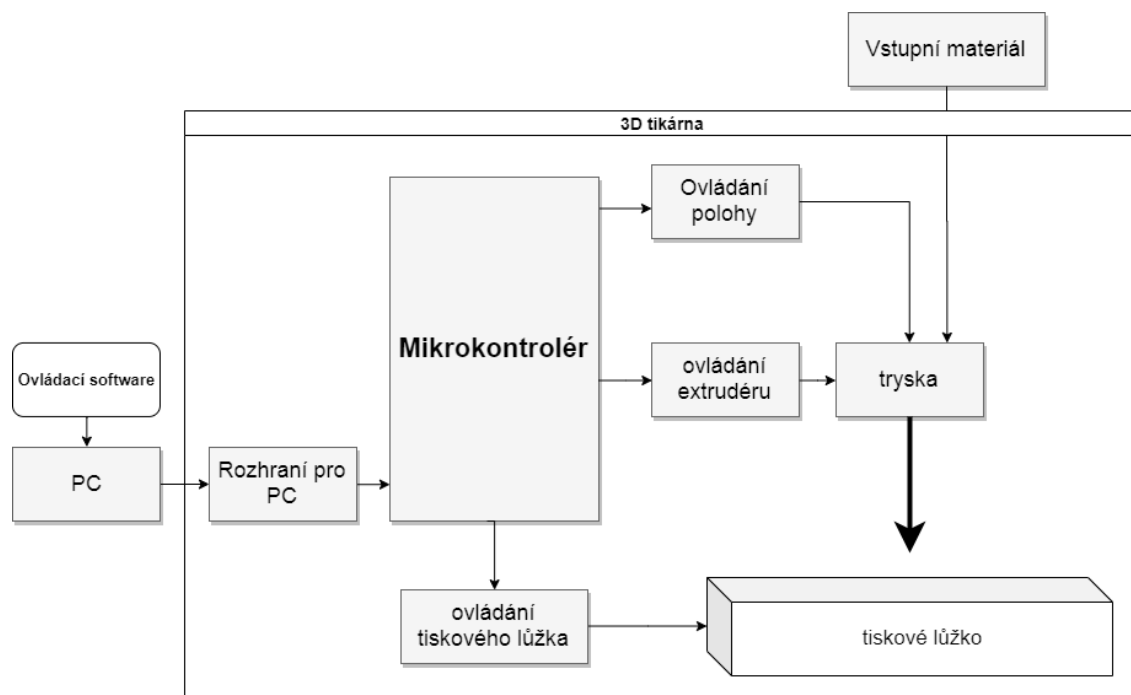 Vstupní materiál
3D tikárna
Ovládání
polohy
Mikrokontrolér
ovládání
extrudéru
tryska
Ovládací software
PC
Rozhraní pro
PC
ovládání
tiskového lůžka
tiskové lůžko